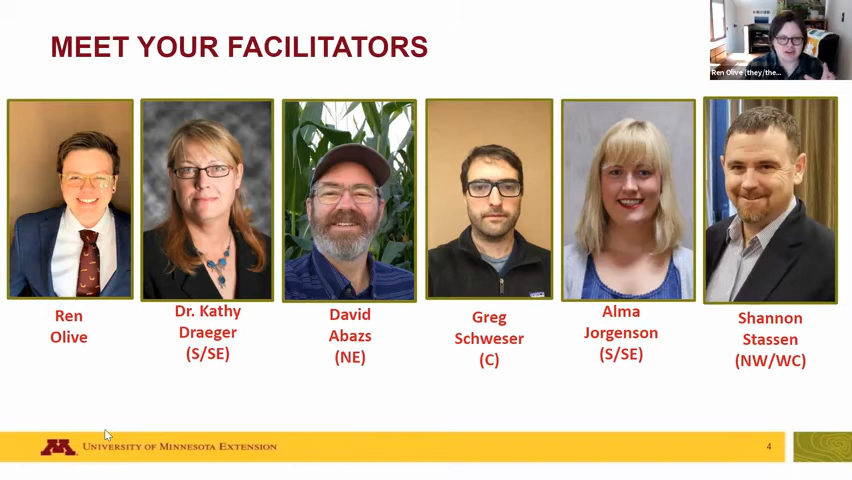 MEET YOUR FACILITATORS
Ren Olive (they/the...
Ren
Olive
Dr. Kathy
Draeger
(S/SE)
David
Abazs
(NE)
Greg
Schweser
(C)
Alma
Jorgenson
(S/SE)
Shannon
Stassen
(NW/WC)
M UNIVERSITY OF MINNESOTA EXTENSION
4